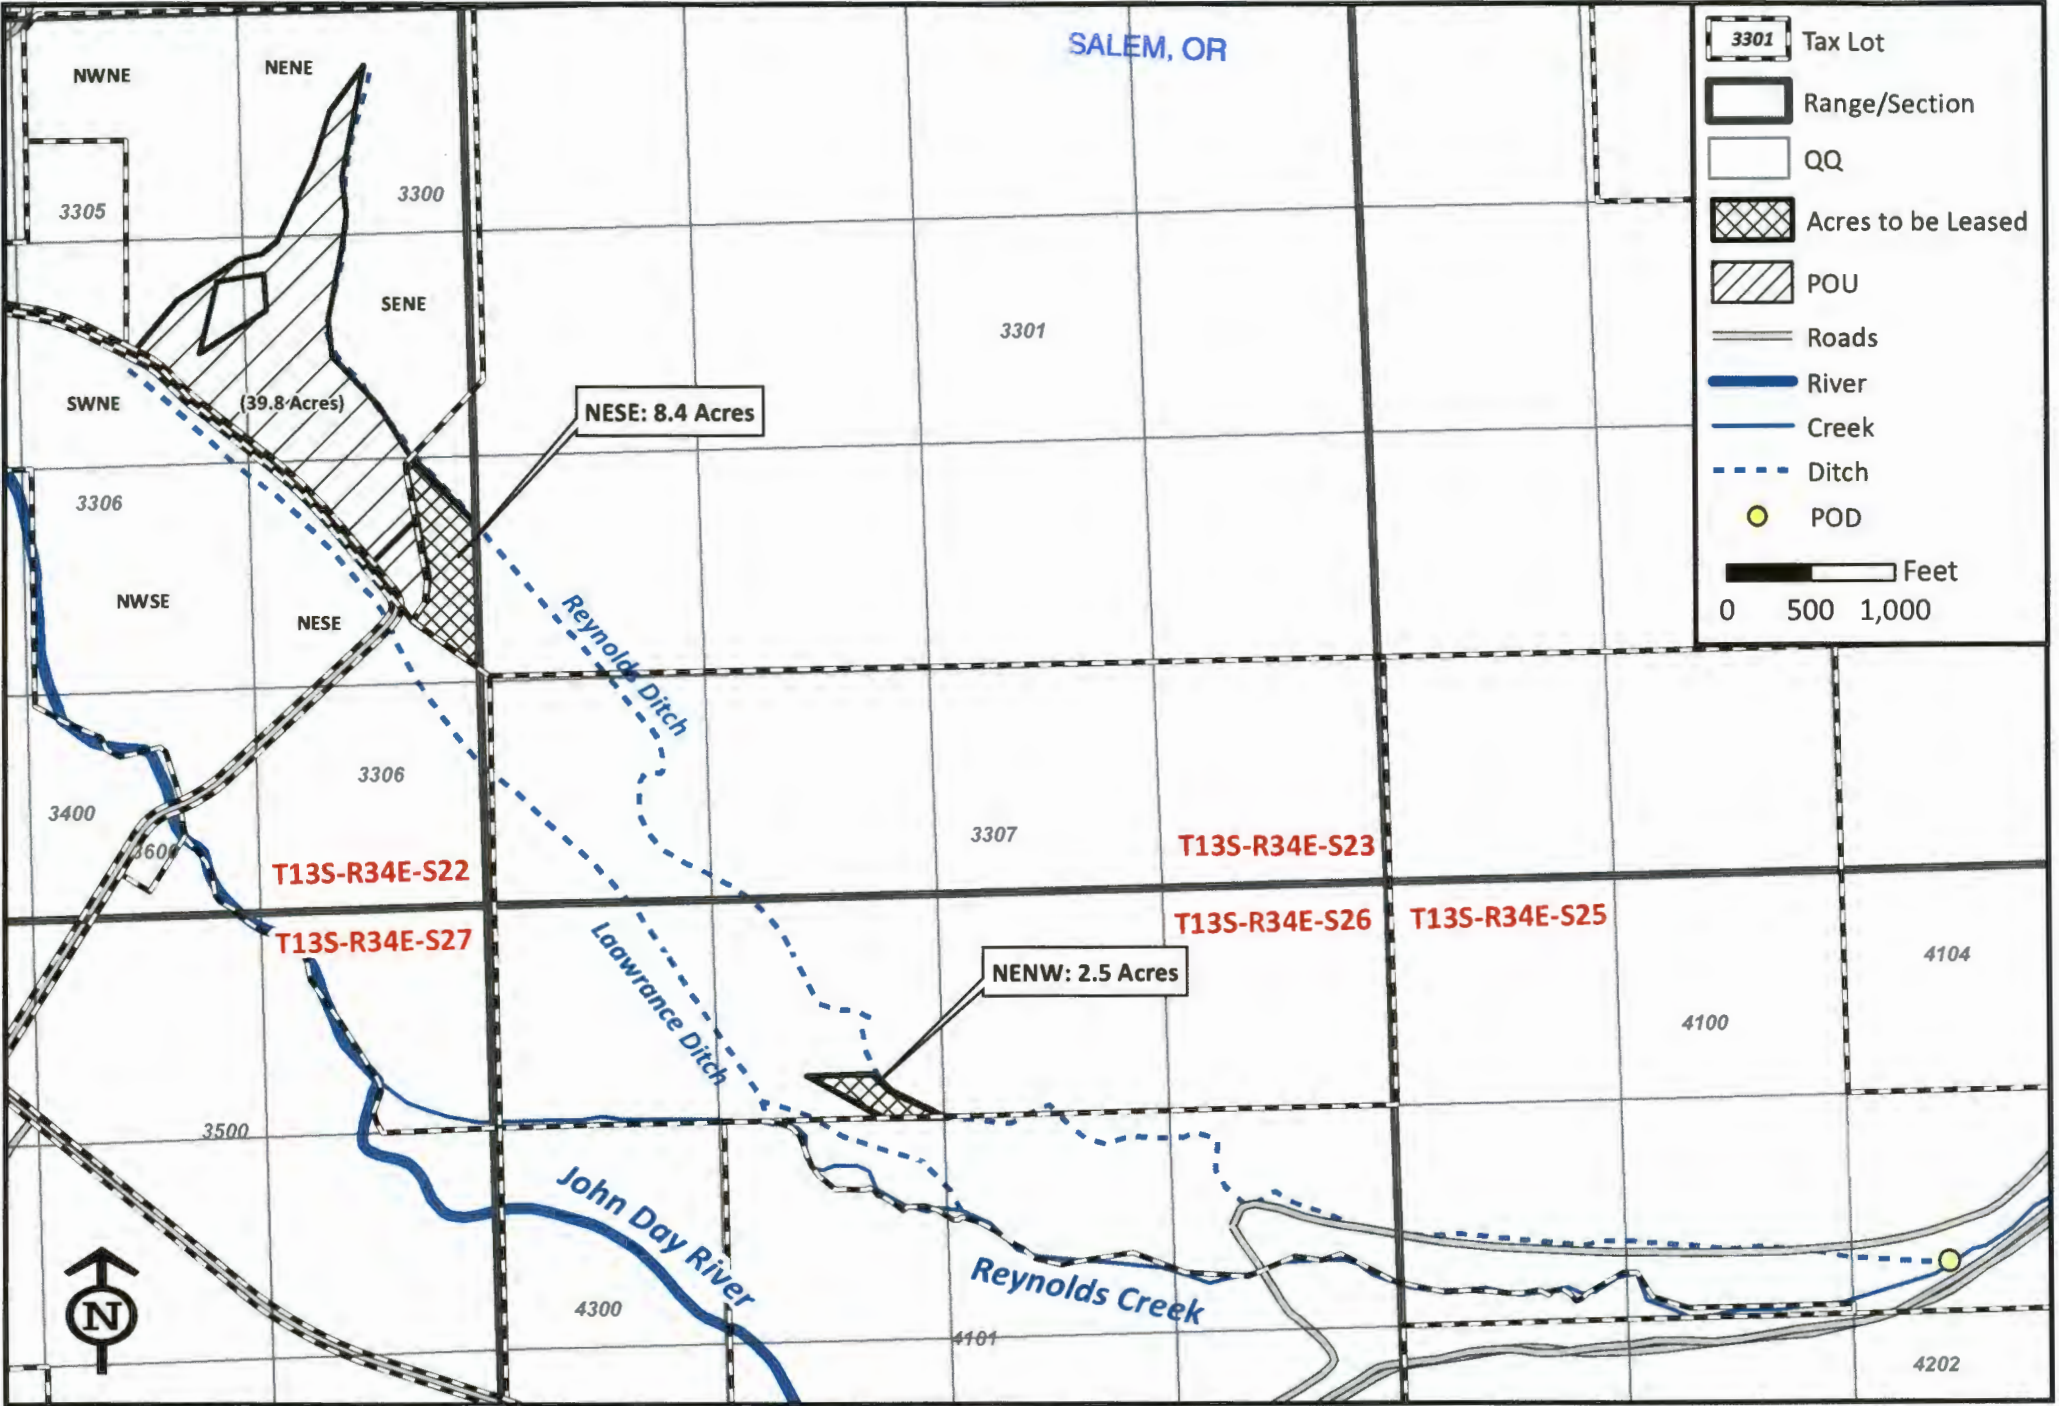 SALEM, OR
3301 Tax Lot
Range/Section
QQ
Acres to be Leased
POU
Roads
River
Creek
Ditch
POD
Feet
0 500 1,000
NWNE
NENE
3305
3300
SENE
3301
SWNE
(39.8 Acres)
NESE: 8.4 Acres
3306
NWSE
NESE
Reynolds Ditch
3306
3400
3600
3307
T13S-R34E-S22
T13S-R34E-S23
T13S-R34E-S27
T13S-R34E-S26
T13S-R34E-S25
Laawrance Ditch
NENW: 2.5 Acres
4104
4100
3500
John Day River
Reynolds Creek
4300
4101
4202
N